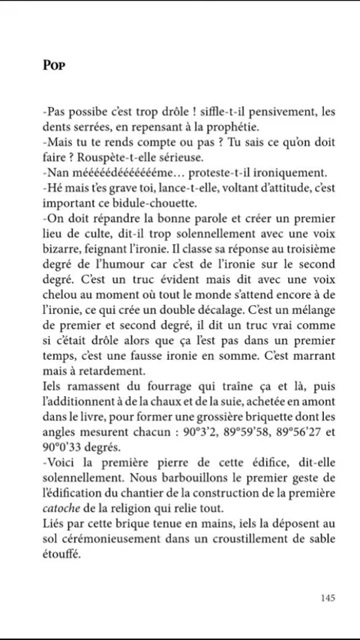 POP
-Pas possibe c'est trop drôle ! siffle-t-il pensivement, les
dents serrées, en repensant à la prophétie.
-Mais tu te rends compte ou pas ? Tu sais ce qu'on doit
faire ? Rouspète-t-elle sérieuse.
-Nan mééééédéééééééme… proteste-t-il ironiquement.
-Hé mais t'es grave toi, lance-t-elle, voltant d'attitude, c'est
important ce bidule-chouette.
-On doit répandre la bonne parole et créer un premier
lieu de culte, dit-il trop solennellement avec une voix
bizarre, feignant l'ironie. Il classe sa réponse au troisième
degré de l'humour car c'est de l'ironie sur le second
degré. C'est un truc évident mais dit avec une voix
chelou au moment où tout le monde s'attend encore à de
l'ironie, ce qui crée un double décalage. C'est un mélange
de premier et second degré, il dit un truc vrai comme
si c'était drôle alors que ça l'est pas dans un premier
temps, c'est une fausse ironie en somme. C'est marrant
mais à retardement.
Iels ramassent du fourrage qui traîne ça et là, puis
l'additionnent à de la chaux et de la suie, achetée en amont
dans le livre, pour former une grossière briquette dont les
angles mesurent chacun : 90°3'2, 89°59'58, 89°56'27 et
90°0'33 degrés.
-Voici la première pierre de cette édifice, dit-elle
solennellement. Nous barbouillons le premier geste de
l'édification du chantier de la construction de la première
catoche de la religion qui relie tout.
Liés par cette brique tenue en mains, iels la déposent au
sol cérémonieusement dans un croustillement de sable
étouffé.
145